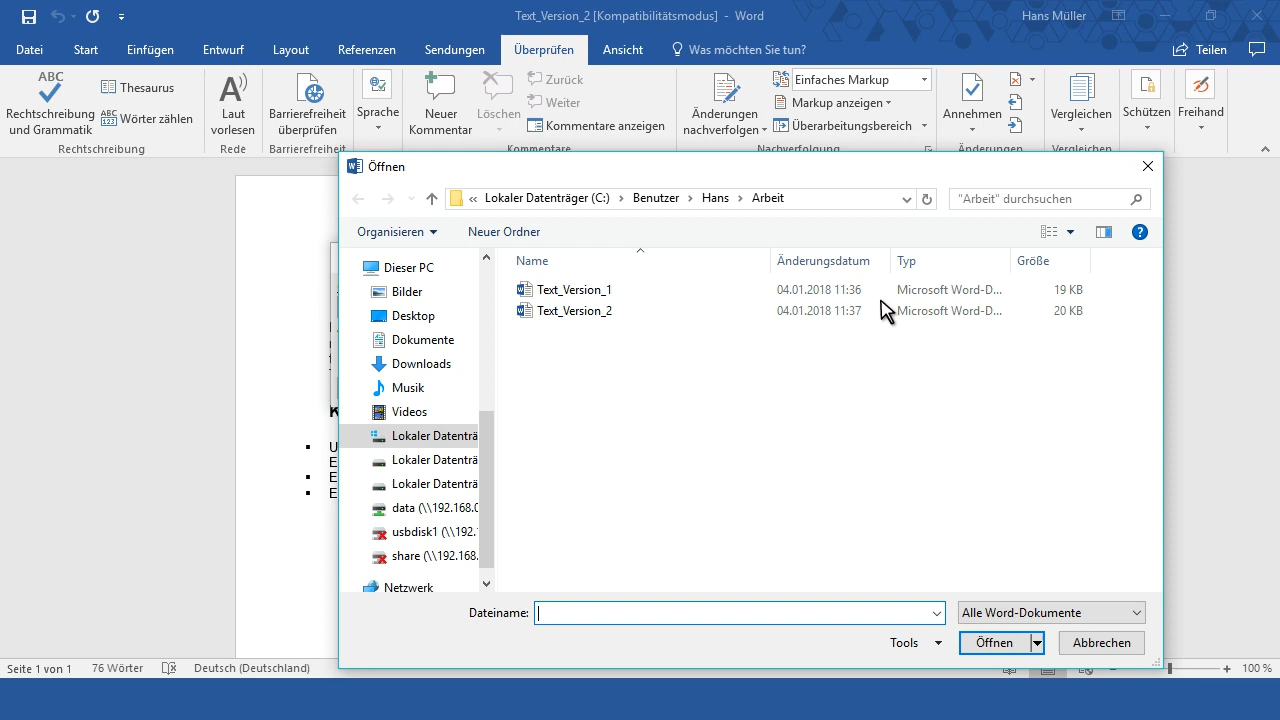 Text_Version_2 [Kompatibilitätsmodus] - Word
Hans Müller
Datei
Start
Einfügen
Entwurf
Layout
Referenzen
Sendungen
Überprüfen
Ansicht
Was möchten Sie tun?
Teilen
ABC
Rechtschreibung
und Grammatik
Thesaurus
ABC
123
Wörter zählen
Rechtschreibung
Laut
vorlesen
Rede
Barrierefreiheit
überprüfen
Barrierefreiheit
Sprache
Neuer
Kommentar
Löschen
Zurück
Weiter
Kommentare anzeigen
Kommentare
Änderungen
nachverfolgen
Einfaches Markup
Markup anzeigen
Überarbeitungsbereich
Nachverfolgung
Annehmen
Änderungen
Vergleichen
Vergleichen
Schützen
Freihand
Öffnen
« Lokaler Datenträger (C:) › Benutzer › Hans › Arbeit
"Arbeit" durchsuchen
Organisieren
Neuer Ordner
Name
Änderungsdatum
Typ
Größe
Text_Version_1 04.01.2018 11:36 Microsoft Word-D... 19 KB
Text_Version_2 04.01.2018 11:37 Microsoft Word-D... 20 KB
Dieser PC
Bilder
Desktop
Dokumente
Downloads
Musik
Videos
Lokaler Datenträ
Lokaler Datenträ
Lokaler Datenträ
data (\\192.168.0
usbdisk1 (\\192.
share (\\192.168.
Netzwerk
K
U
E
E
E
Dateiname:
Alle Word-Dokumente
Tools
Öffnen
Abbrechen
Seite 1 von 1
76 Wörter
Deutsch (Deutschland)
100 %